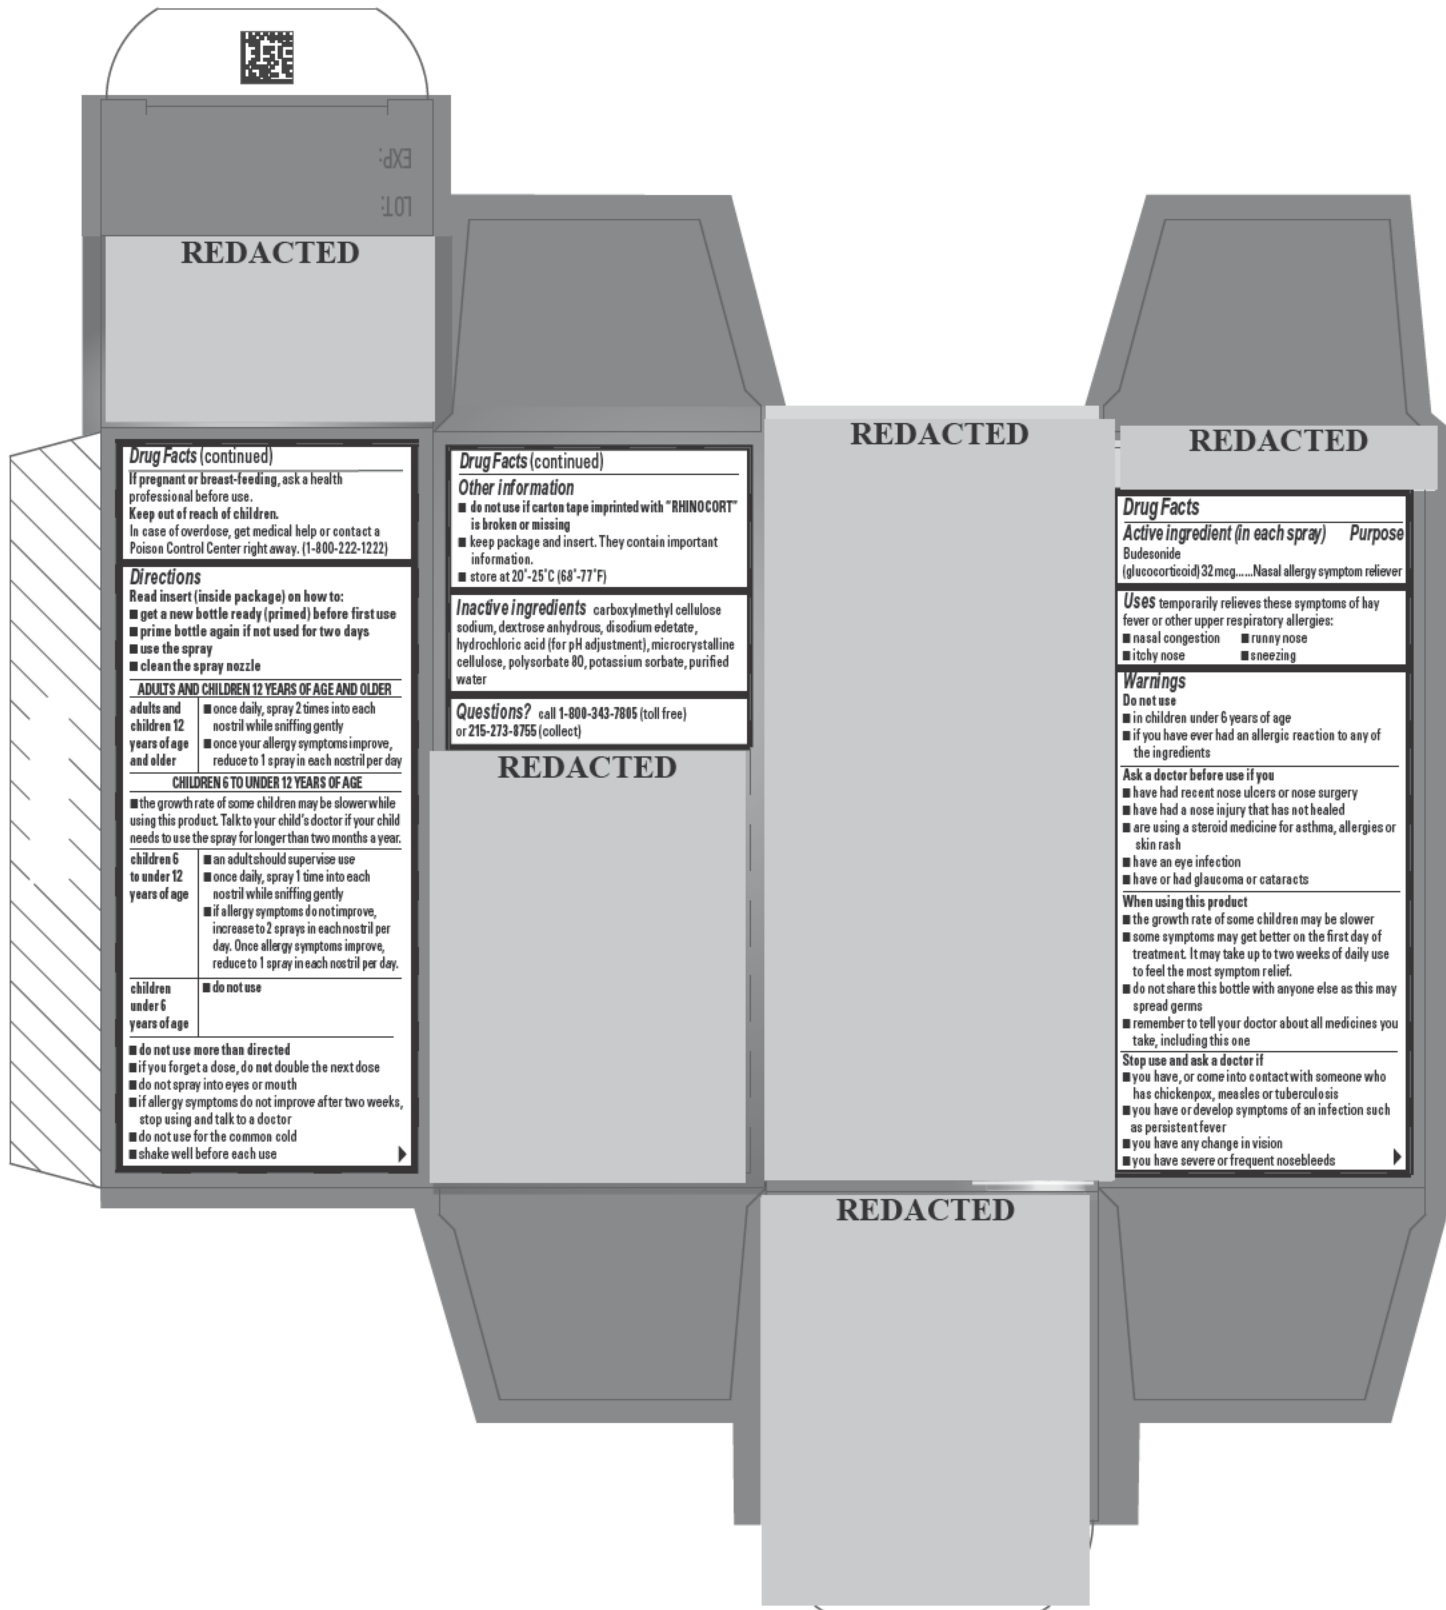 EXP:
LOT:
REDACTED
Drug Facts (continued)
If pregnant or breast-feeding, ask a health
professional before use.
Keep out of reach of children.
In case of overdose, get medical help or contact a
Poison Control Center right away. (1-800-222-1222)
Directions
Read insert (inside package) on how to:
■ get a new bottle ready (primed) before first use
■ prime bottle again if not used for two days
■ use the spray
■ clean the spray nozzle
ADULTS AND CHILDREN 12 YEARS OF AGE AND OLDER
adults and
children 12
years of age
and older
■ once daily, spray 2 times into each
nostril while sniffing gently
■ once your allergy symptoms improve,
reduce to 1 spray in each nostril per day
CHILDREN 6 TO UNDER 12 YEARS OF AGE
■ the growth rate of some children may be slower while
using this product. Talk to your child's doctor if your child
needs to use the spray for longer than two months a year.
children 6
to under 12
years of age
■ an adult should supervise use
■ once daily, spray 1 time into each
nostril while sniffing gently
■ if allergy symptoms do not improve,
increase to 2 sprays in each nostril per
day. Once allergy symptoms improve,
reduce to 1 spray in each nostril per day.
children
under 6
years of age
■ do not use
■ do not use more than directed
■ if you forget a dose, do not double the next dose
■ do not spray into eyes or mouth
■ if allergy symptoms do not improve after two weeks,
stop using and talk to a doctor
■ do not use for the common cold
■ shake well before each use
Drug Facts (continued)
Other information
■ do not use if carton tape imprinted with "RHINOCORT"
is broken or missing
■ keep package and insert. They contain important
information.
■ store at 20˚-25˚C (68˚-77˚F)
Inactive ingredients carboxylmethyl cellulose
sodium, dextrose anhydrous, disodium edetate,
hydrochloric acid (for pH adjustment), microcrystalline
cellulose, polysorbate 80, potassium sorbate, purified
water
Questions? call 1-800-343-7805 (toll free)
or 215-273-8755 (collect)
REDACTED
REDACTED
REDACTED
REDACTED
Drug Facts
Active ingredient (in each spray) Purpose
Budesonide
(glucocorticoid) 32 mcg......Nasal allergy symptom reliever
Uses temporarily relieves these symptoms of hay
fever or other upper respiratory allergies:
■ nasal congestion ■ runny nose
■ itchy nose ■ sneezing
Warnings
Do not use
■ in children under 6 years of age
■ if you have ever had an allergic reaction to any of
the ingredients
Ask a doctor before use if you
■ have had recent nose ulcers or nose surgery
■ have had a nose injury that has not healed
■ are using a steroid medicine for asthma, allergies or
skin rash
■ have an eye infection
■ have or had glaucoma or cataracts
When using this product
■ the growth rate of some children may be slower
■ some symptoms may get better on the first day of
treatment. It may take up to two weeks of daily use
to feel the most symptom relief.
■ do not share this bottle with anyone else as this may
spread germs
■ remember to tell your doctor about all medicines you
take, including this one
Stop use and ask a doctor if
■ you have, or come into contact with someone who
has chickenpox, measles or tuberculosis
■ you have or develop symptoms of an infection such
as persistent fever
■ you have any change in vision
■ you have severe or frequent nosebleeds